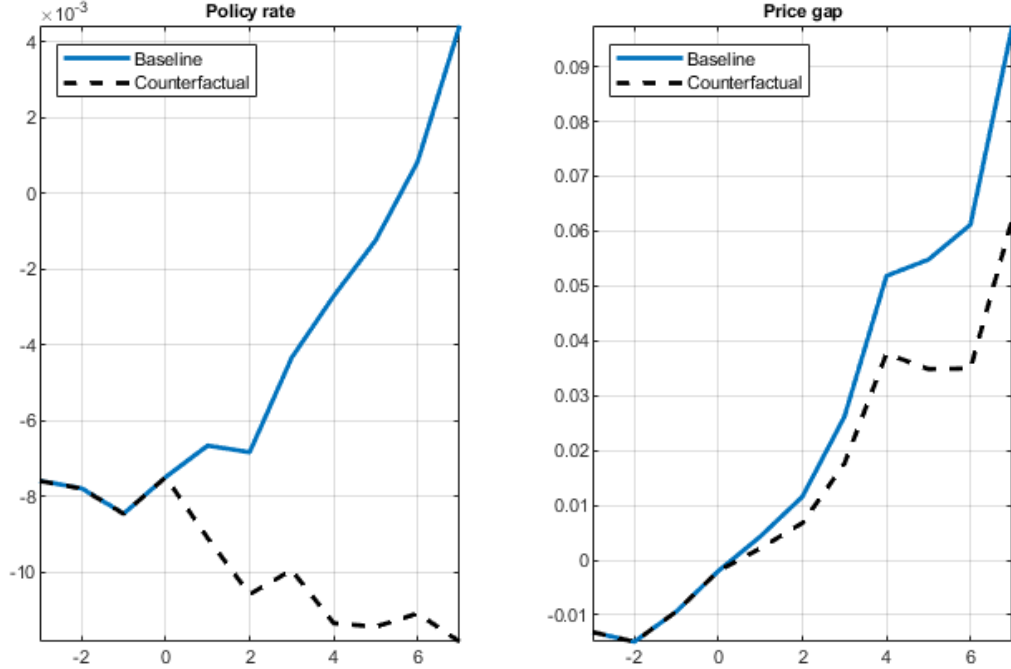 Policy rate
×10⁻³
4
2
0
-2
-4
-6
-8
-10
-2 0 2 4 6
Baseline
Counterfactual
Price gap
0.09
0.08
0.07
0.06
0.05
0.04
0.03
0.02
0.01
0
-0.01
-2 0 2 4 6
Baseline
Counterfactual